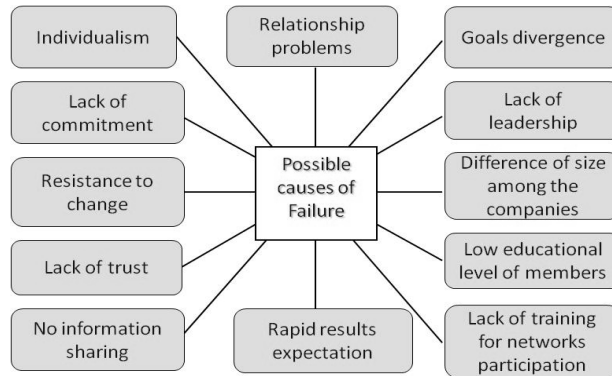 Individualism
Relationship
problems
Goals divergence
Lack of
commitment
Lack of
leadership
Possible
causes of
Failure
Resistance to
change
Difference of size
among the
companies
Lack of trust
Low educational
level of members
No information
sharing
Rapid results
expectation
Lack of training
for networks
participation